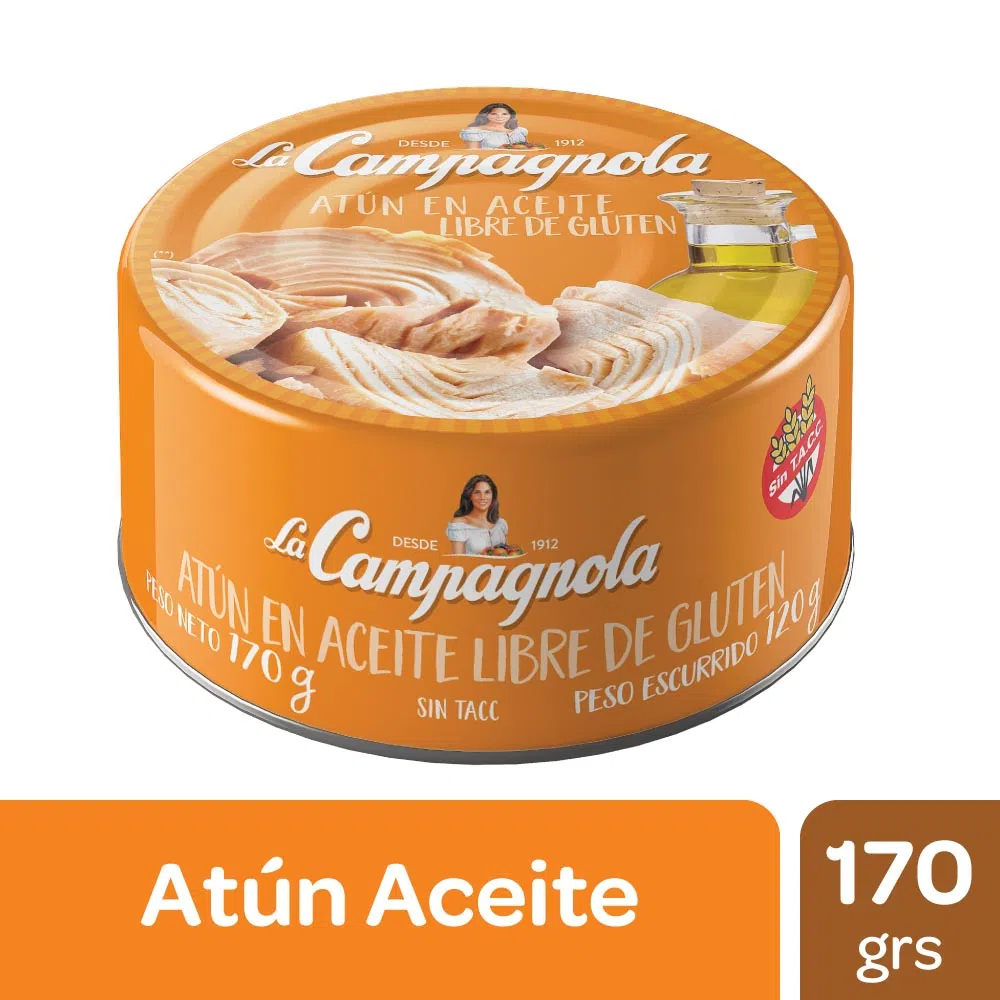 DESDE 1912
La Campagnola
ATÚN EN ACEITE
LIBRE DE GLUTEN
Sin T.A.C.C.
DESDE 1912
La Campagnola
ATÚN EN ACEITE LIBRE DE GLUTEN
PESO NETO 170 g
SIN TACC
PESO ESCURRIDO 120 g
Atún Aceite
170
grs